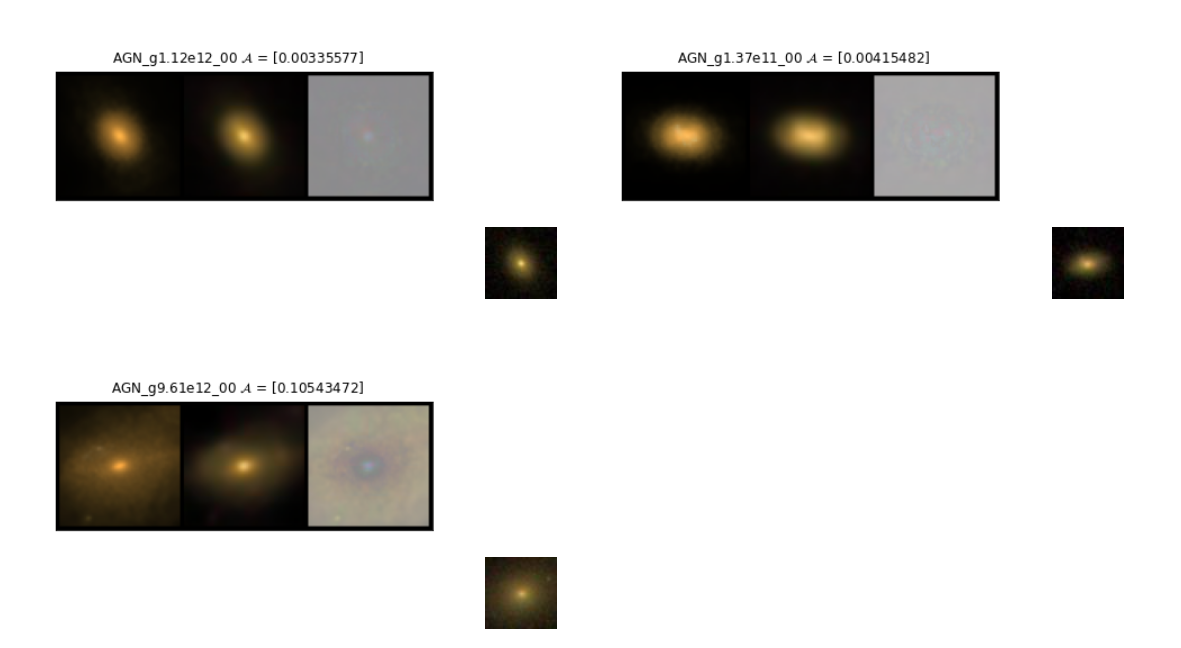 AGN_g1.12e12_00 𝒜 = [0.00335577]
AGN_g1.37e11_00 𝒜 = [0.00415482]
AGN_g9.61e12_00 𝒜 = [0.10543472]